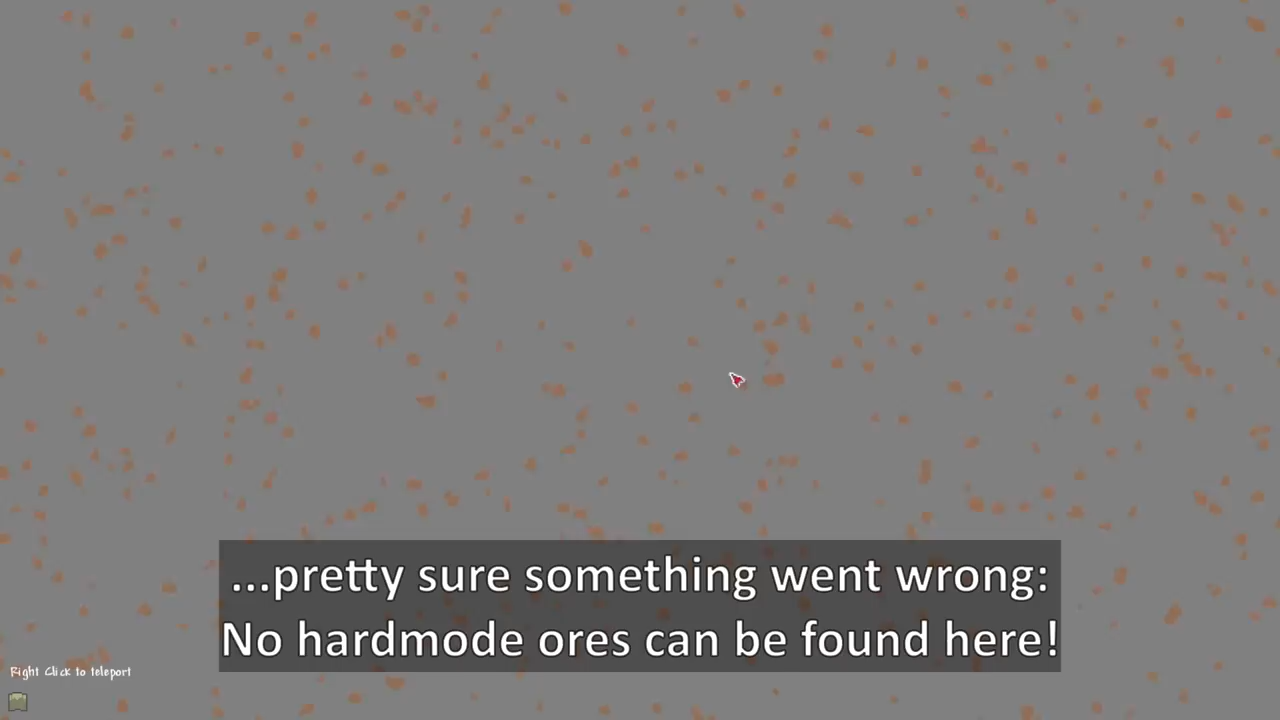 ...pretty sure something went wrong:
No hardmode ores can be found here!
Right Click to teleport